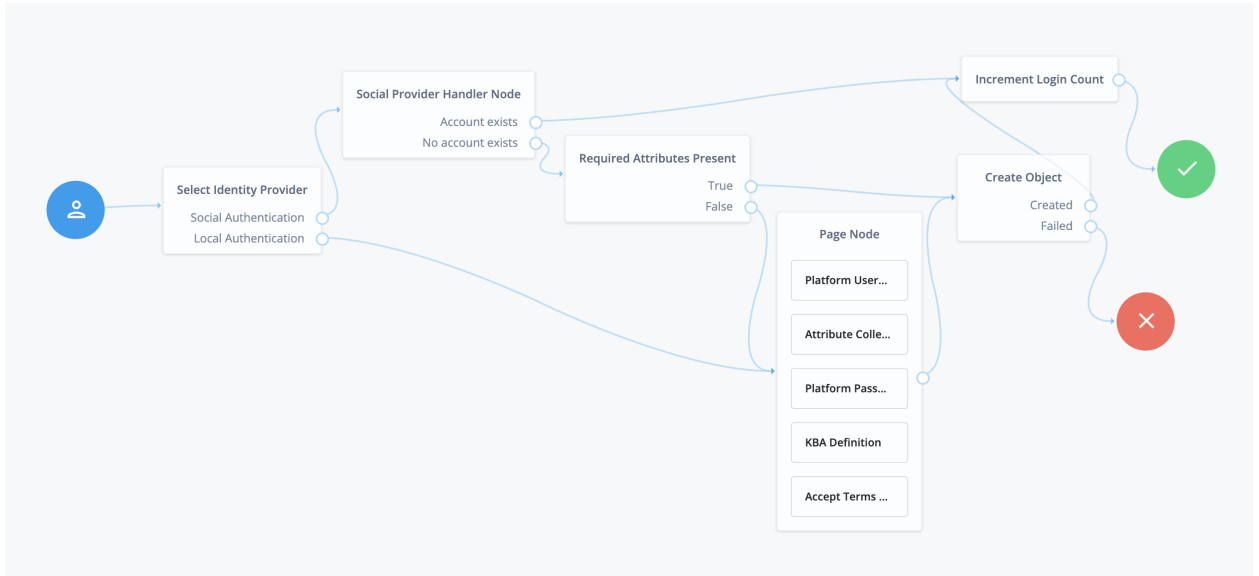 Select Identity Provider
Social Authentication
Local Authentication
Social Provider Handler Node
Account exists
No account exists
Required Attributes Present
True
False
Page Node
Platform User...
Attribute Colle...
Platform Pass...
KBA Definition
Accept Terms ...
Increment Login Count
Create Object
Created
Failed